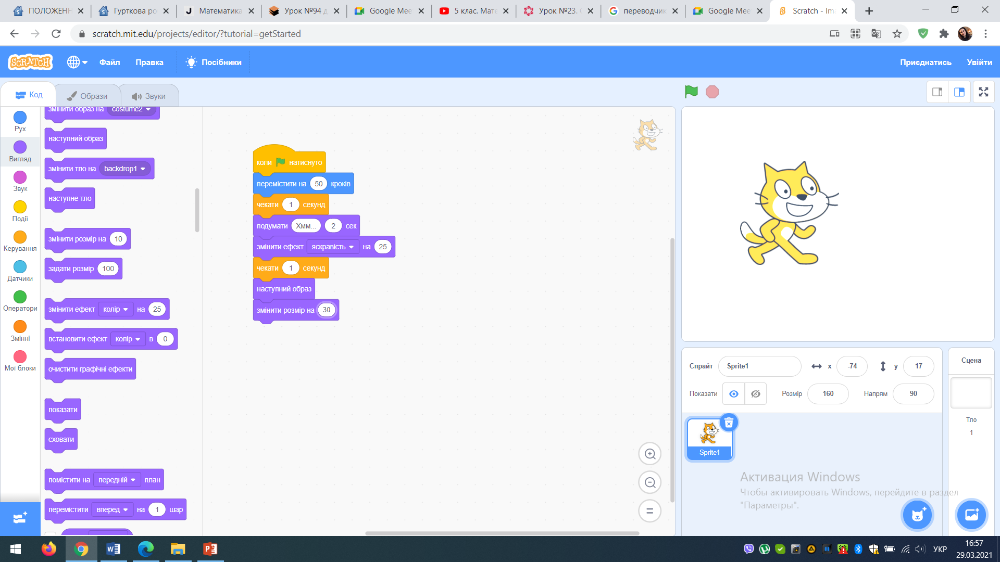 ПОЛОЖЕНН
Гурткова ро
Математика
Урок №94 д
Google Mee
5 клас. Мате
Урок №23. С
переводчик
Google Mee
Scratch - Im
scratch.mit.edu/projects/editor/?tutorial=getStarted
SCRATCH
Файл
Правка
Посібники
Приєднатись
Увійти
Код
Образи
Звуки
Рух
Вигляд
Звук
Події
Керування
Датчики
Оператори
Змінні
Мої блоки
змінити образ на costume2
наступний образ
змінити тло на backdrop1
наступне тло
змінити розмір на 10
задати розмір 100
змінити ефект колір на 25
встановити ефект колір в 0
очистити графічні ефекти
показати
сховати
помістити на передній план
перемістити вперед на 1 шар
коли натиснуто
перемістити на 50 кроків
чекати 1 секунд
подумати Хмм... 2 сек
змінити ефект яскравість на 25
чекати 1 секунд
наступний образ
змінити розмір на 30
Спрайт Sprite1 x -74 y 17
Показати Розмір 160 Напрям 90
Sprite1
Сцена
Тло
1
Активация Windows
Чтобы активировать Windows, перейдите в раздел
"Параметры".
УКР
16:57
29.03.2021